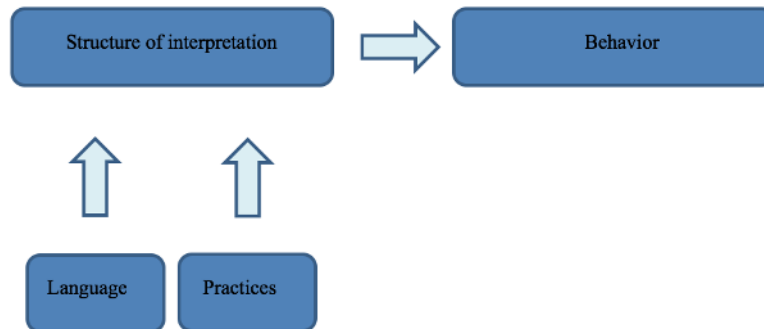 Structure of interpretation
Behavior
Language
Practices